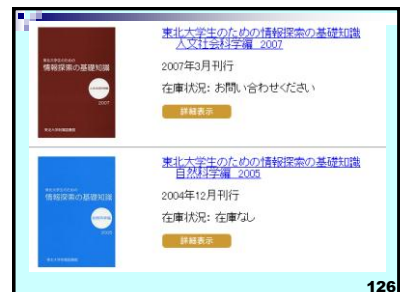 東北大学生のための情報探索の基礎知識
人文社会科学編 2007
2007年3月刊行
在庫状況: お問い合わせください
詳細表示
情報探索の基礎知識
2007
東北大学生のための情報探索の基礎知識
自然科学編 2005
2004年12月刊行
在庫状況: 在庫なし
詳細表示
情報探索の基礎知識
126